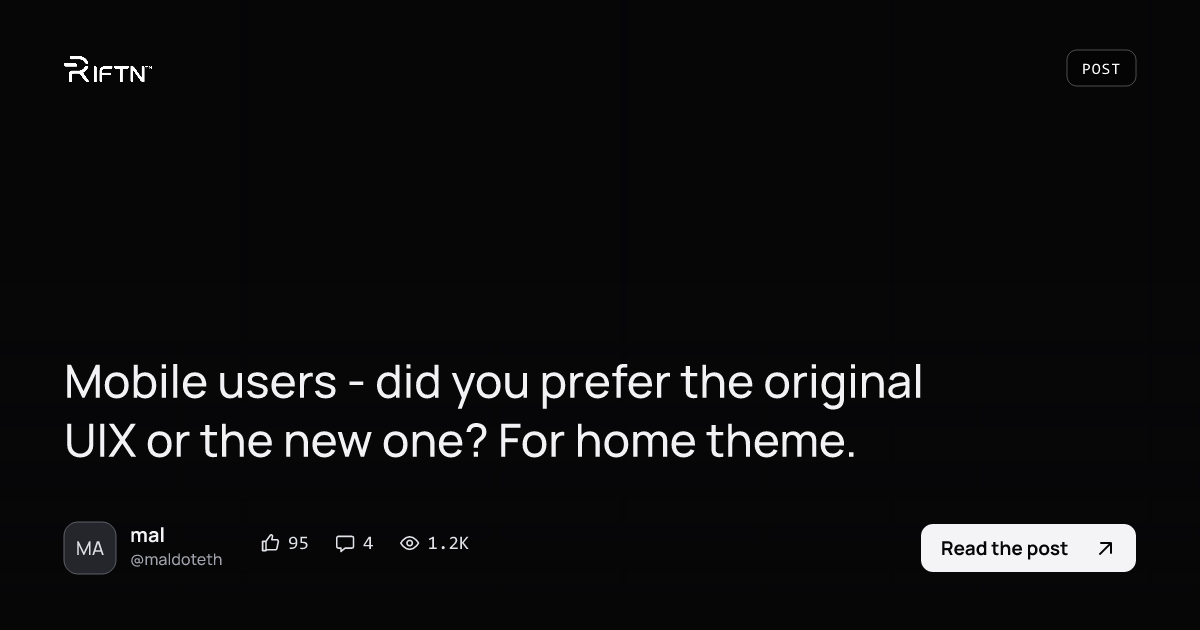 RIFTN™
POST
Mobile users - did you prefer the original
UIX or the new one? For home theme.
MA
mal
@maldoteth
95
4
1.2K
Read the post